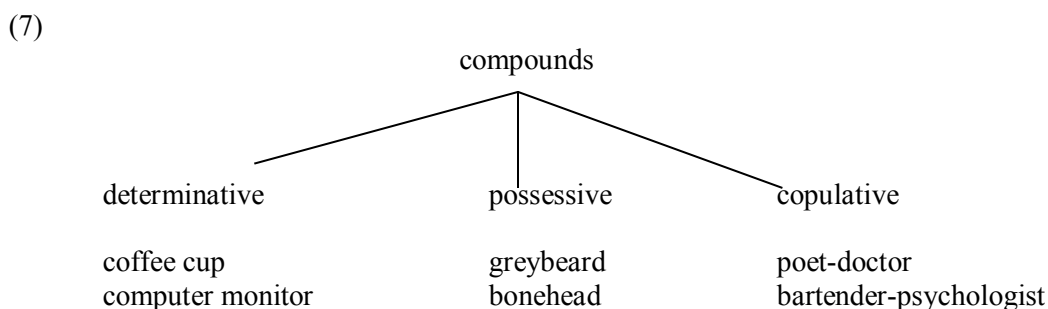 (7)
compounds
determinative possessive copulative
coffee cup greybeard poet-doctor
computer monitor bonehead bartender-psychologist